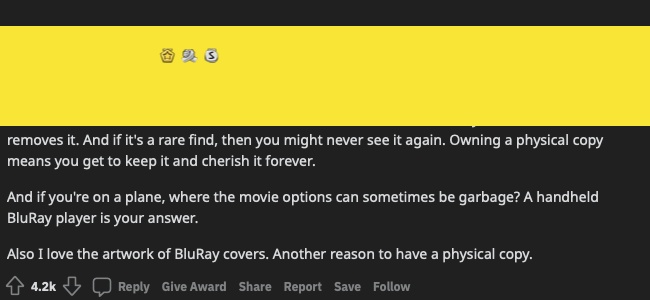 removes it. And if it's a rare find, then you might never see it again. Owning a physical copy
means you get to keep it and cherish it forever.
And if you're on a plane, where the movie options can sometimes be garbage? A handheld
BluRay player is your answer.
Also I love the artwork of BluRay covers. Another reason to have a physical copy.
4.2k Reply Give Award Share Report Save Follow